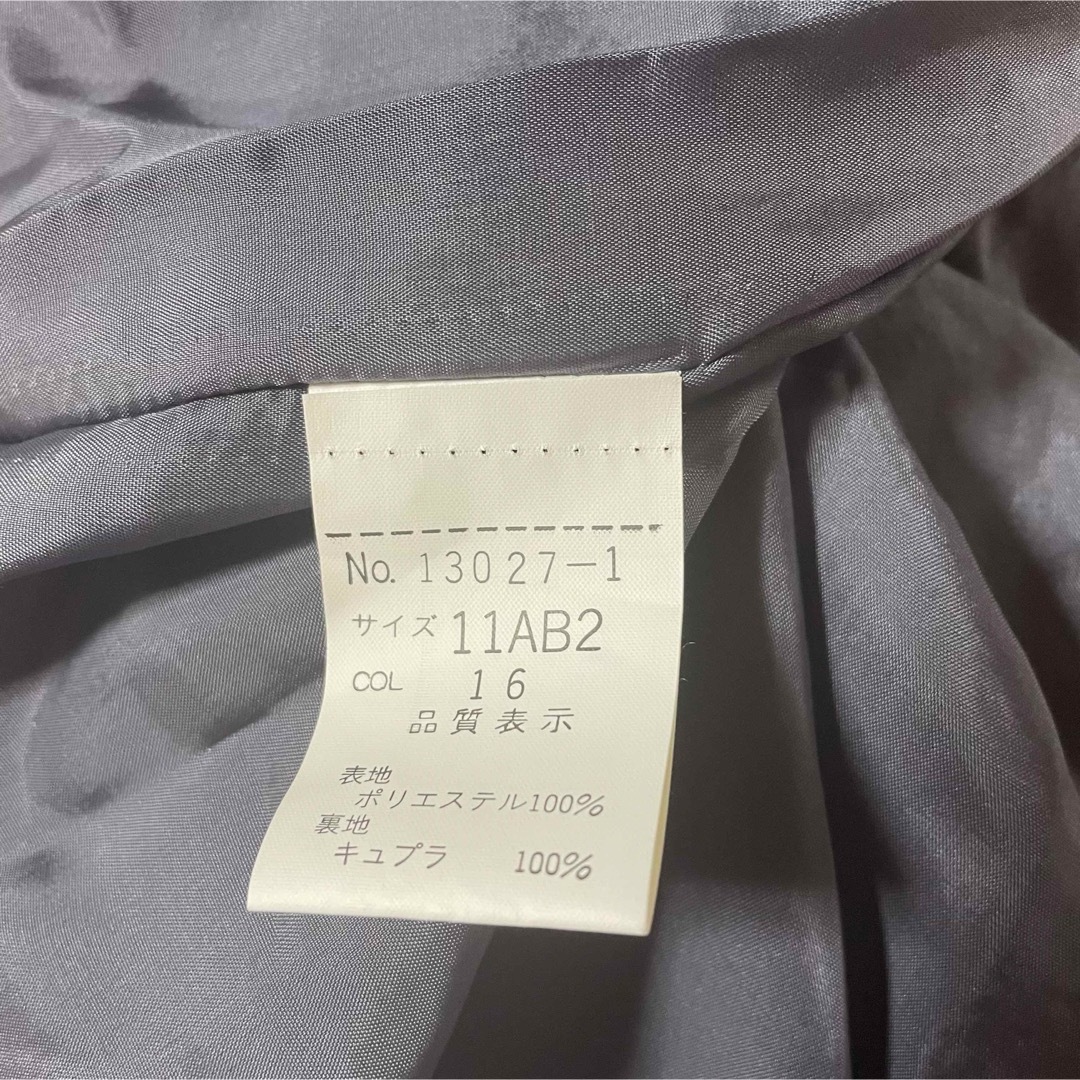 No. 13027-1
サイズ 11AB2
COL 16
品質表示
表地
ポリエステル100%
裏地
キュプラ 100%